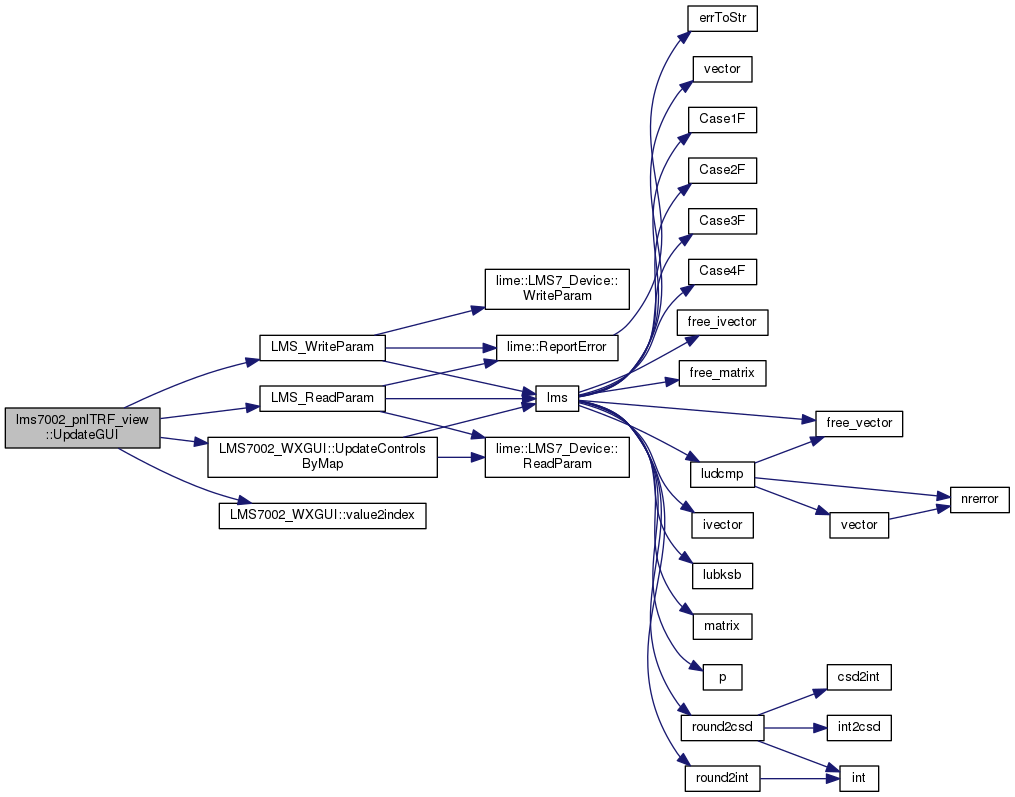 errToStr
vector
Case1F
Case2F
Case3F
Case4F
lime::LMS7_Device::
WriteParam
free_ivector
LMS_WriteParam
lime::ReportError
free_matrix
LMS_ReadParam
lms
lms7002_pnlTRF_view
::UpdateGUI
free_vector
LMS7002_WXGUI::UpdateControls
ByMap
lime::LMS7_Device::
ReadParam
ludcmp
nrerror
LMS7002_WXGUI::value2index
ivector
vector
lubksb
matrix
p
csd2int
round2csd
int2csd
round2int
int